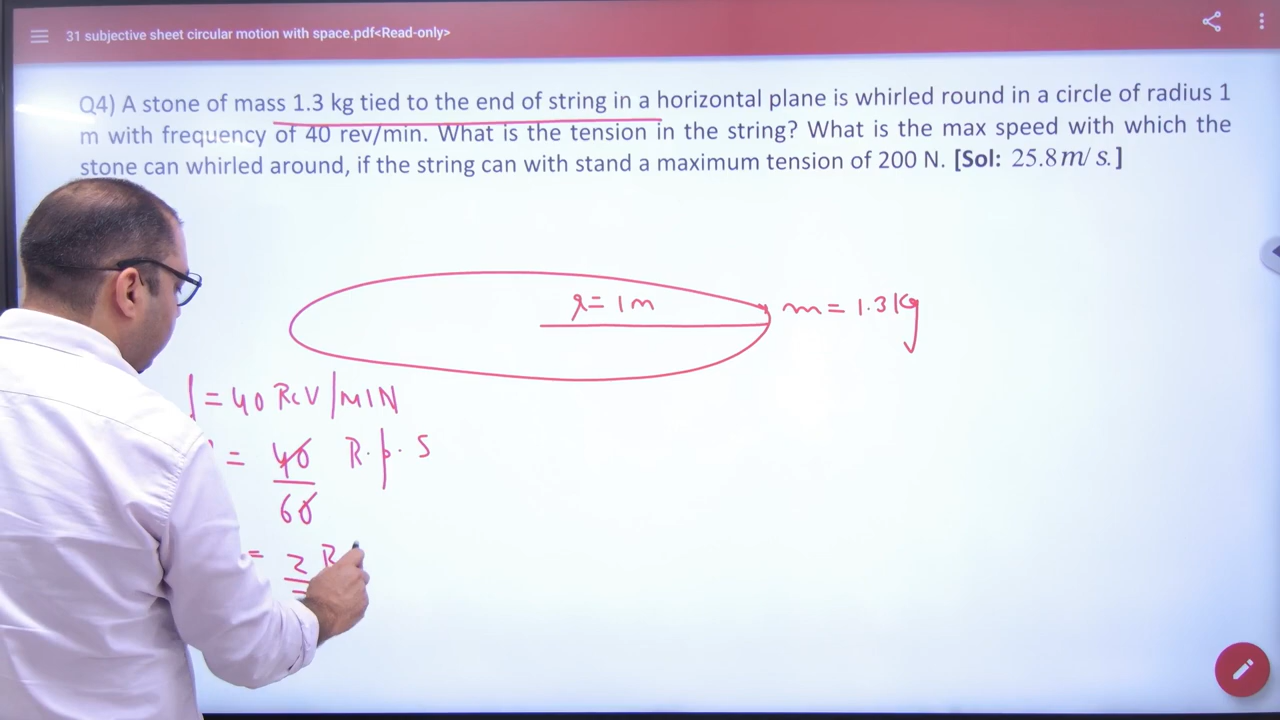 31 subjective sheet circular motion with space.pdf<Read-only>
Q4) A stone of mass 1.3 kg tied to the end of string in a horizontal plane is whirled round in a circle of radius 1
m with frequency of 40 rev/min. What is the tension in the string? What is the max speed with which the
stone can whirled around, if the string can with stand a maximum tension of 200 N. [Sol: 25.8m/s.]
r = 1m
m = 1.3 Kg
f = 40 Rev/MIN
= 40 R.p.S
60
= 2 R